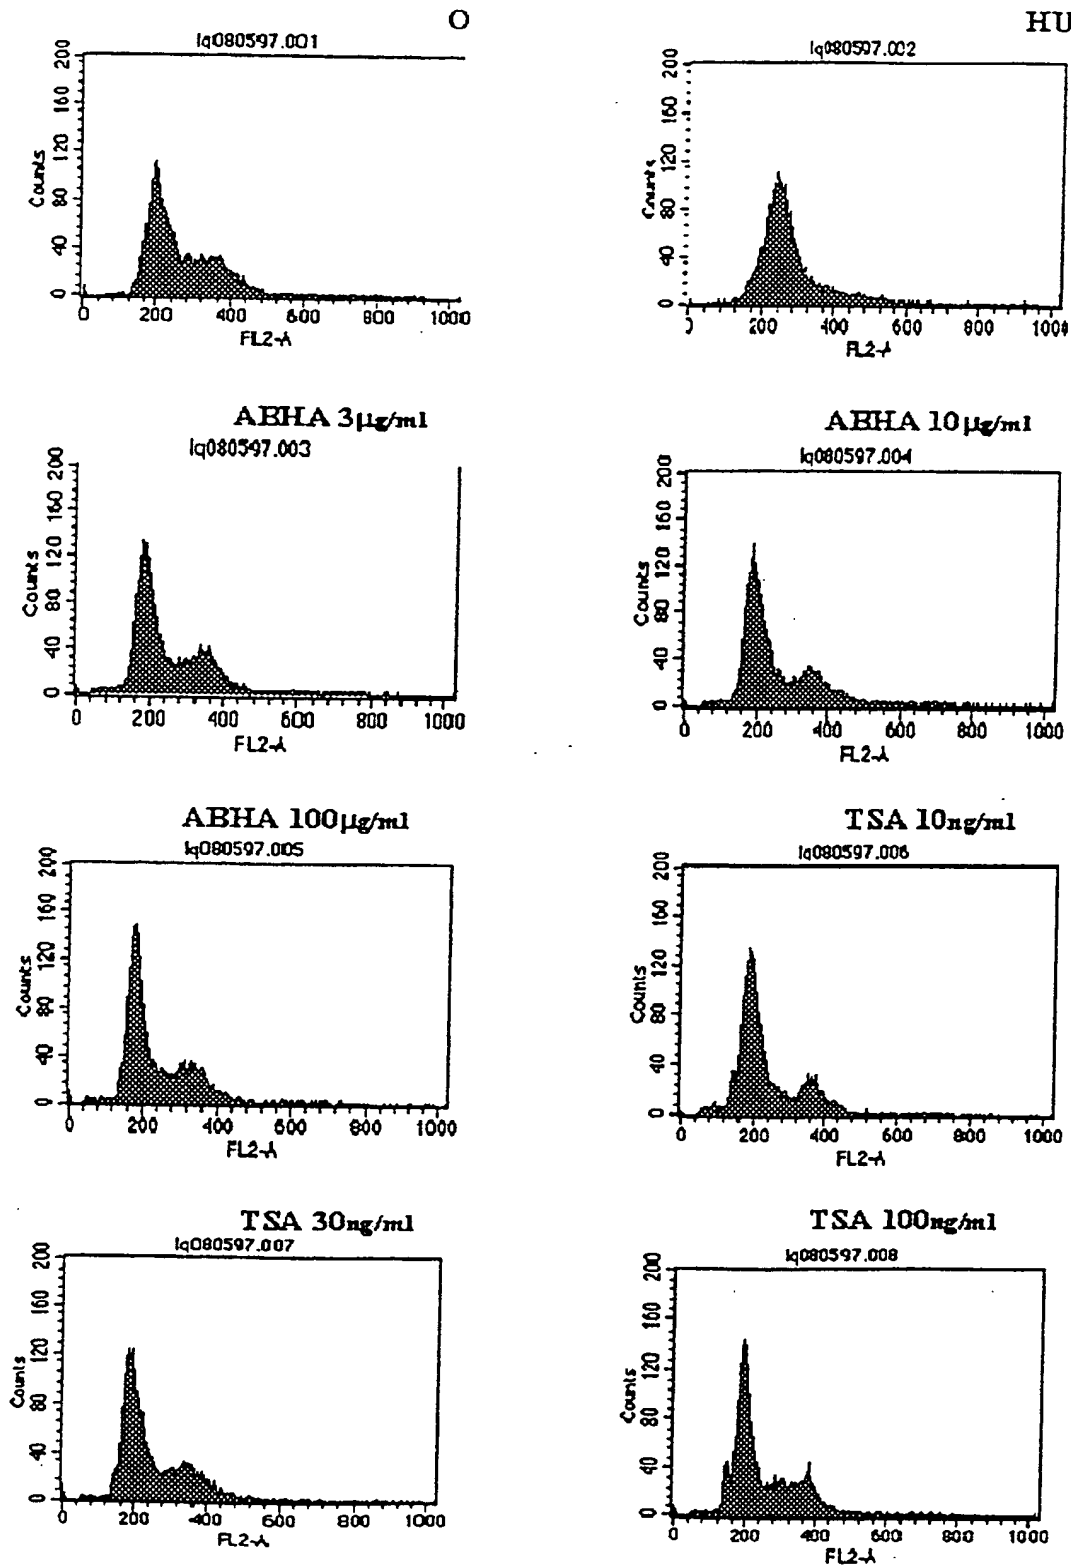 O
lq080597.001
200
160
120
80
40
0
Counts
0 200 400 600 800 1000
FL2-A
HU
lq080597.002
200
160
120
80
40
0
Counts
0 200 400 600 800 1000
FL2-A
ABHA 3µg/ml
lq080597.003
200
160
120
80
40
0
Counts
0 200 400 600 800 1000
FL2-A
ABHA 10µg/ml
lq080597.004
200
160
120
80
40
0
Counts
0 200 400 600 800 1000
FL2-A
ABHA 100µg/ml
lq080597.005
200
160
120
80
40
0
Counts
0 200 400 600 800 1000
FL2-A
TSA 10ng/ml
lq080597.006
200
160
120
80
40
0
Counts
0 200 400 600 800 1000
FL2-A
TSA 30ng/ml
lq080597.007
200
160
120
80
40
0
Counts
0 200 400 600 800 1000
FL2-A
TSA 100ng/ml
lq080597.008
200
160
120
80
40
0
Counts
0 200 400 600 800 1000
FL2-A